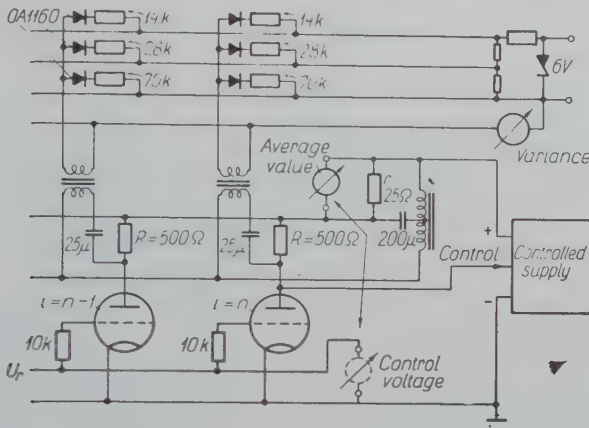 OA1160
14k
14k
28k
28k
70k
70k
6V
Average
value
Variance
r
25Ω
200μ
25μ
R=500Ω
25μ
R=500Ω
Control
Controlled
supply
+
−
i=n-1
i=n
10k
10k
Control
voltage
Ur